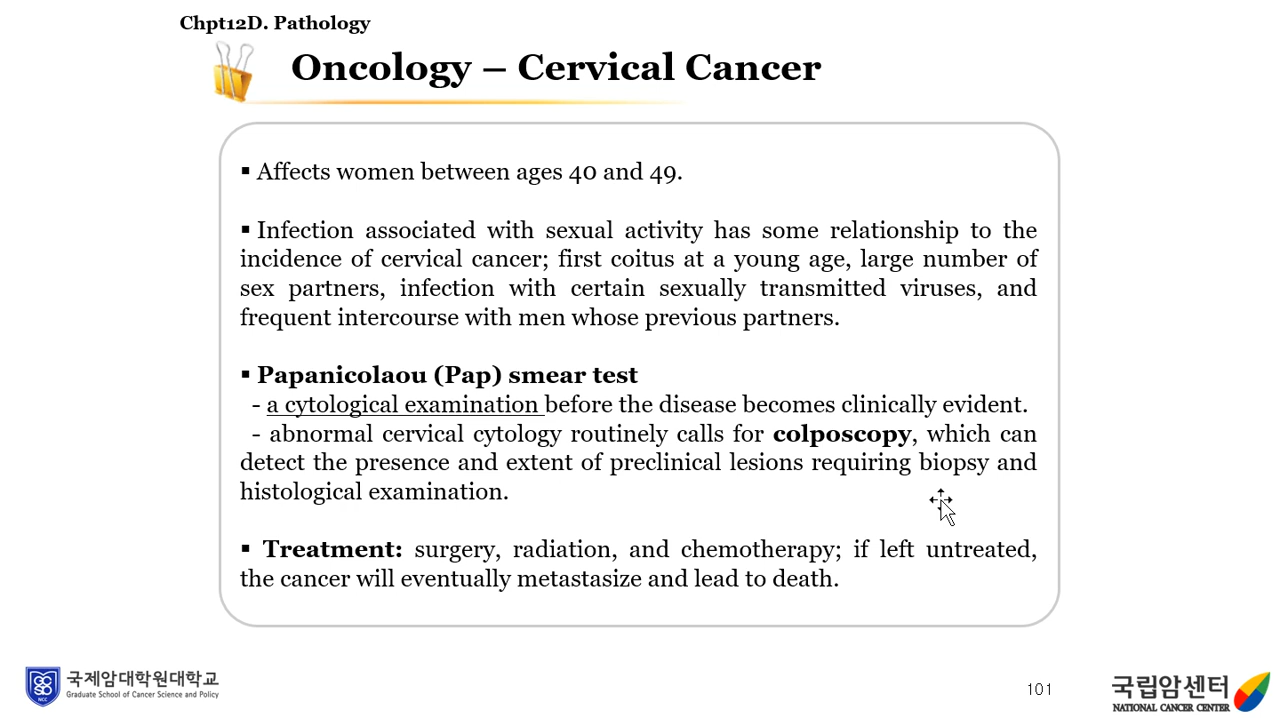 Chpt12D. Pathology
Oncology – Cervical Cancer
▪ Affects women between ages 40 and 49.
▪ Infection associated with sexual activity has some relationship to the
incidence of cervical cancer; first coitus at a young age, large number of
sex partners, infection with certain sexually transmitted viruses, and
frequent intercourse with men whose previous partners.
▪ Papanicolaou (Pap) smear test
- a cytological examination before the disease becomes clinically evident.
- abnormal cervical cytology routinely calls for colposcopy, which can
detect the presence and extent of preclinical lesions requiring biopsy and
histological examination.
▪ Treatment: surgery, radiation, and chemotherapy; if left untreated,
the cancer will eventually metastasize and lead to death.
NCC
국제암대학원대학교
Graduate School of Cancer Science and Policy
101
국립암센터
NATIONAL CANCER CENTER